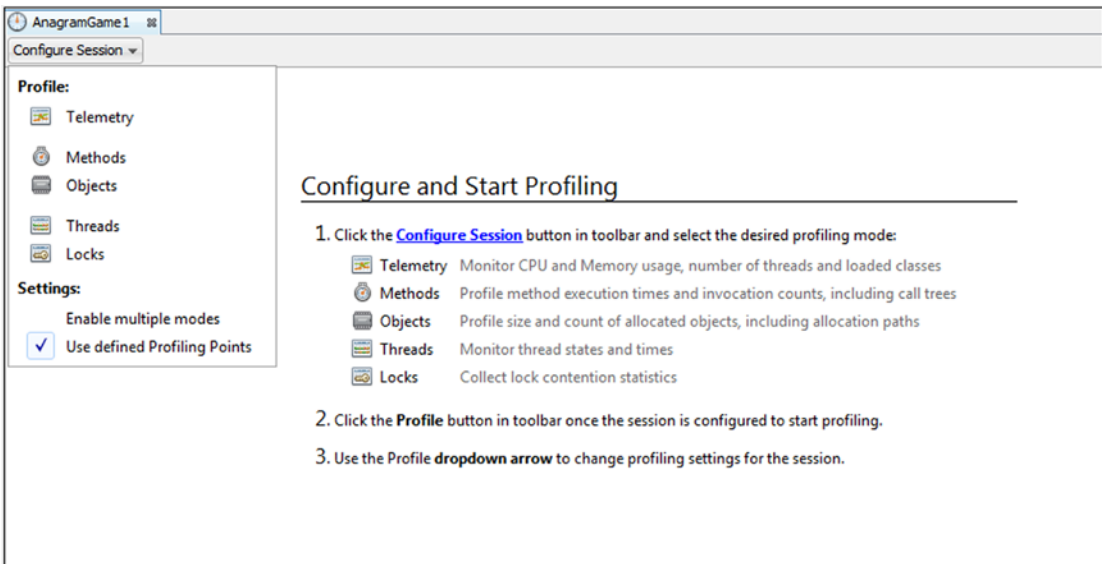 AnagramGame1
Configure Session
Profile:
Telemetry
Methods
Objects
Threads
Locks
Settings:
Enable multiple modes
Use defined Profiling Points
Configure and Start Profiling
1. Click the Configure Session button in toolbar and select the desired profiling mode:
Telemetry Monitor CPU and Memory usage, number of threads and loaded classes
Methods Profile method execution times and invocation counts, including call trees
Objects Profile size and count of allocated objects, including allocation paths
Threads Monitor thread states and times
Locks Collect lock contention statistics
2. Click the Profile button in toolbar once the session is configured to start profiling.
3. Use the Profile dropdown arrow to change profiling settings for the session.